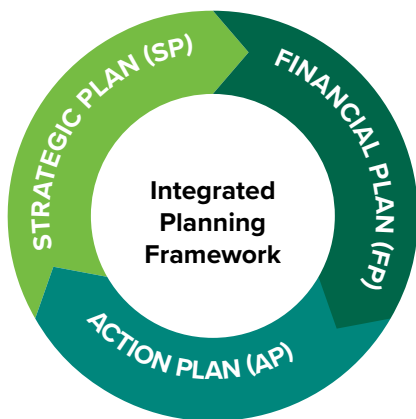 STRATEGIC PLAN (SP)
FINANCIAL PLAN (FP)
Integrated
Planning
Framework
ACTION PLAN (AP)